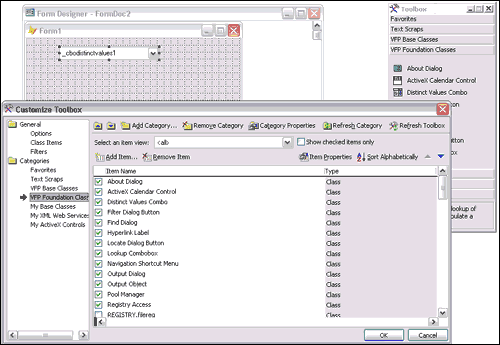 Form Designer - FormDoc2
Form1
_cbodistinctvalues1
Toolbox
Favorites
Text Scraps
VFP Base Classes
VFP Foundation Classes
About Dialog
ActiveX Calendar Control
Distinct Values Combo
Customize Toolbox
General
Options
Class Items
Filters
Categories
Favorites
Text Scraps
VFP Base Classes
VFP Foundation Class
My Base Classes
My XML Web Services
My ActiveX Controls
Add Category...
Remove Category
Category Properties
Refresh Category
Refresh Toolbox
Select an item view:
Show checked items only
Add Item...
Remove Item
Item Properties
Sort Alphabetically
Item Name
Type
About Dialog
Class
ActiveX Calendar Control
Class
Distinct Values Combo
Class
Filter Dialog Button
Class
Find Dialog
Class
Hyperlink Label
Class
Locate Dialog Button
Class
Lookup Combobox
Class
Navigation Shortcut Menu
Class
Output Dialog
Class
Output Object
Class
Pool Manager
Class
Registry Access
Class
REGISTRY.filereg
Class
lookup of
OK
Cancel